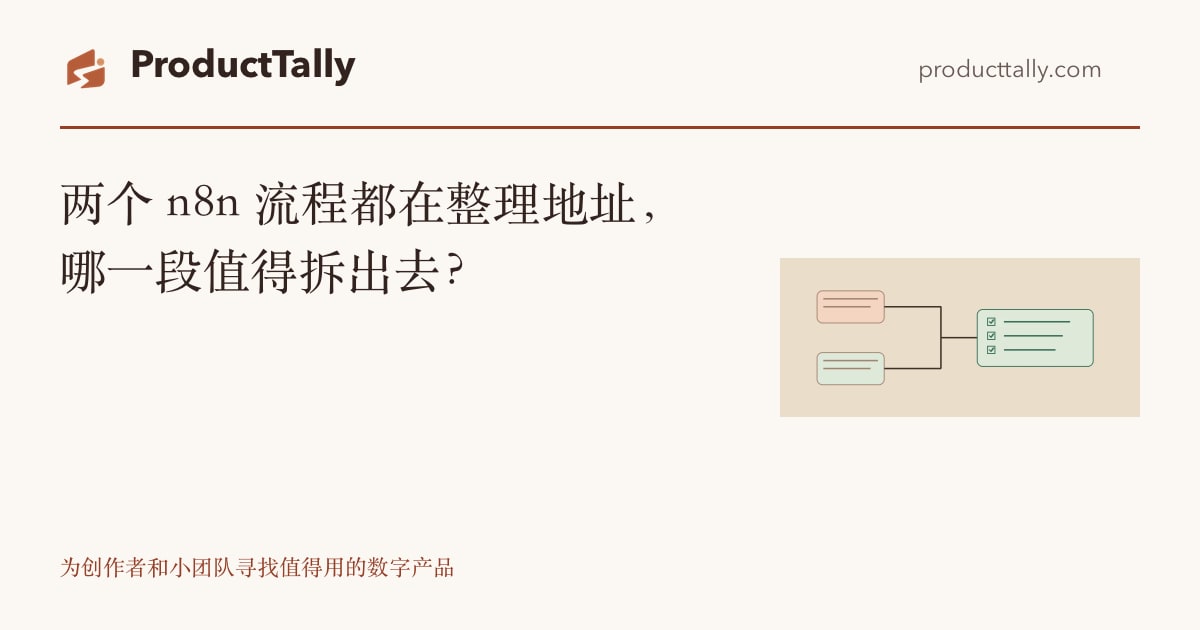 ProductTally
producttally.com
两个 n8n 流程都在整理地址，
哪一段值得拆出去？
为创作者和小团队寻找值得用的数字产品